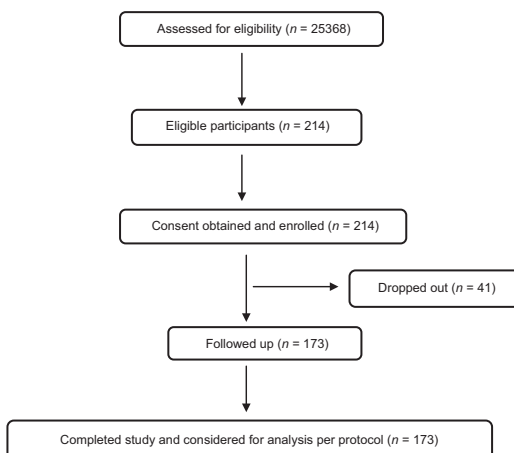 Assessed for eligibility (n = 25368)
Eligible participants (n = 214)
Consent obtained and enrolled (n = 214)
Dropped out (n = 41)
Followed up (n = 173)
Completed study and considered for analysis per protocol (n = 173)